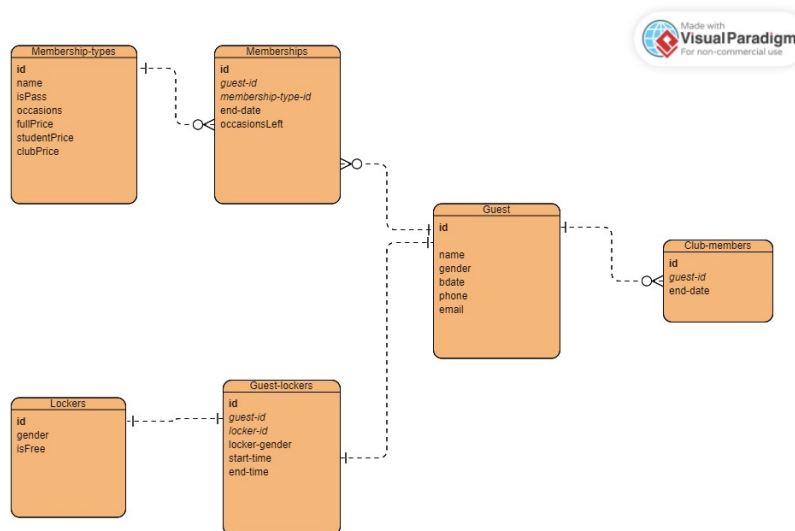 Made with
Visual Paradigm
For non-commercial use
Membership-types
id
name
isPass
occasions
fullPrice
studentPrice
clubPrice
Memberships
id
guest-id
membership-type-id
end-date
occasionsLeft
Guest
id
name
gender
bdate
phone
email
Club-members
id
guest-id
end-date
Lockers
id
gender
isFree
Guest-lockers
id
guest-id
locker-id
locker-gender
start-time
end-time